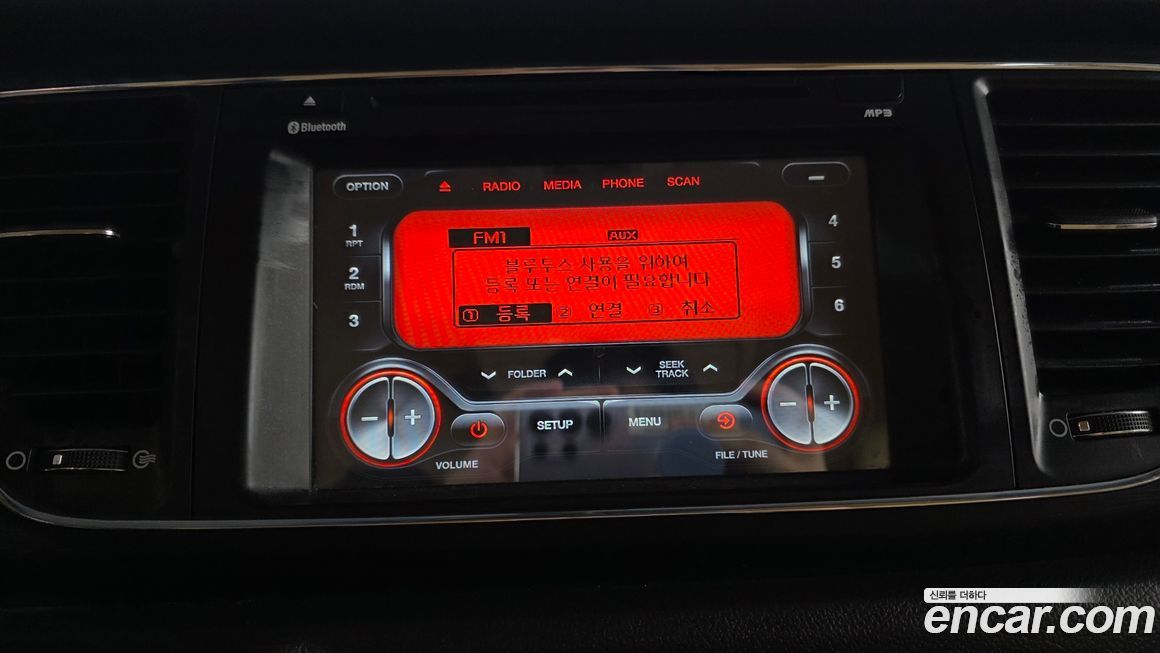 Bluetooth
MP3
OPTION
RADIO MEDIA PHONE SCAN
–
1
RPT
2
RDM
3
4
5
6
FM1 AUX
블루투스 사용을 위하여
등록 또는 연결이 필요합니다
① 등록 ② 연결 ③ 취소
FOLDER
SEEK
TRACK
– +
VOLUME
SETUP
MENU
– +
FILE / TUNE
신뢰를 더하다
encar.com